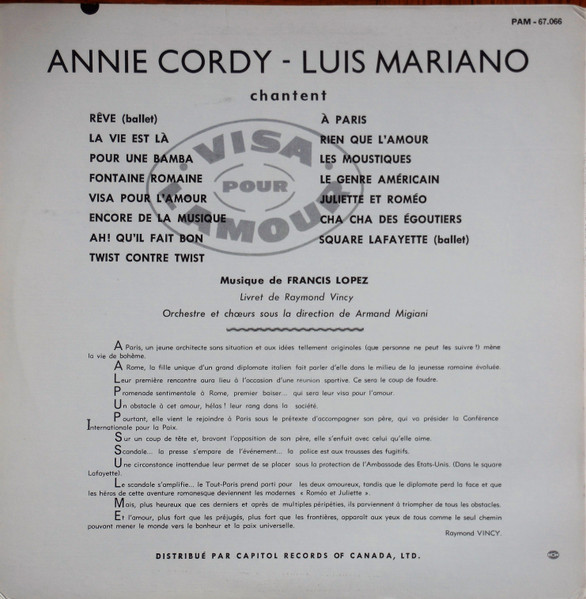 PAM - 67.066
ANNIE CORDY - LUIS MARIANO
chantent
RÊVE (ballet)
LA VIE EST LÀ
POUR UNE BAMBA
FONTAINE ROMAINE
VISA POUR L'AMOUR
ENCORE DE LA MUSIQUE
AH! QU'IL FAIT BON
TWIST CONTRE TWIST
À PARIS
RIEN QUE L'AMOUR
LES MOUSTIQUES
LE GENRE AMÉRICAIN
JULIETTE ET ROMÉO
CHA CHA DES ÉGOUTIERS
SQUARE LAFAYETTE (ballet)
VISA
POUR
L'AMOUR
Musique de FRANCIS LOPEZ
Livret de Raymond Vincy
Orchestre et chœurs sous la direction de Armand Migiani
A Paris, un jeune architecte sans situation et aux idées tellement originales (que personne ne peut les suivre !) mène
la vie de bohème.
A Rome, la fille unique d'un grand diplomate italien fait parler d'elle dans le milieu de la jeunesse romaine évoluée.
Leur première rencontre aura lieu à l'occasion d'une réunion sportive. Ce sera le coup de foudre.
Promenade sentimentale à Rome, premier baiser... qui sera leur visa pour l'amour.
Un obstacle à cet amour, hélas ! leur rang dans la société.
Pourtant, elle vient le rejoindre à Paris sous le prétexte d'accompagner son père, qui va présider la Conférence
Internationale pour la Paix.
Sur un coup de tête et, bravant l'opposition de son père, elle s'enfuit avec celui qu'elle aime.
Scandale... la presse s'empare de l'événement... la police est aux trousses des fugitifs.
Une circonstance inattendue leur permet de se placer sous la protection de l'Ambassade des Etats-Unis. (Dans le square
Lafayette).
Le scandale s'amplifie... le Tout-Paris prend parti pour les deux amoureux, tandis que le diplomate perd la face et que
les héros de cette aventure romanesque deviennent les modernes « Roméo et Juliette ».
Mais, plus heureux que ces derniers et après de multiples péripéties, ils parviennent à triompher de tous les obstacles.
Et l'amour, plus fort que les préjugés, plus fort que les frontières, apparaît aux yeux de tous comme le seul chemin
pouvant mener le monde vers le bonheur et la paix universelle.
Raymond VINCY.
DISTRIBUÉ PAR CAPITOL RECORDS OF CANADA, LTD.